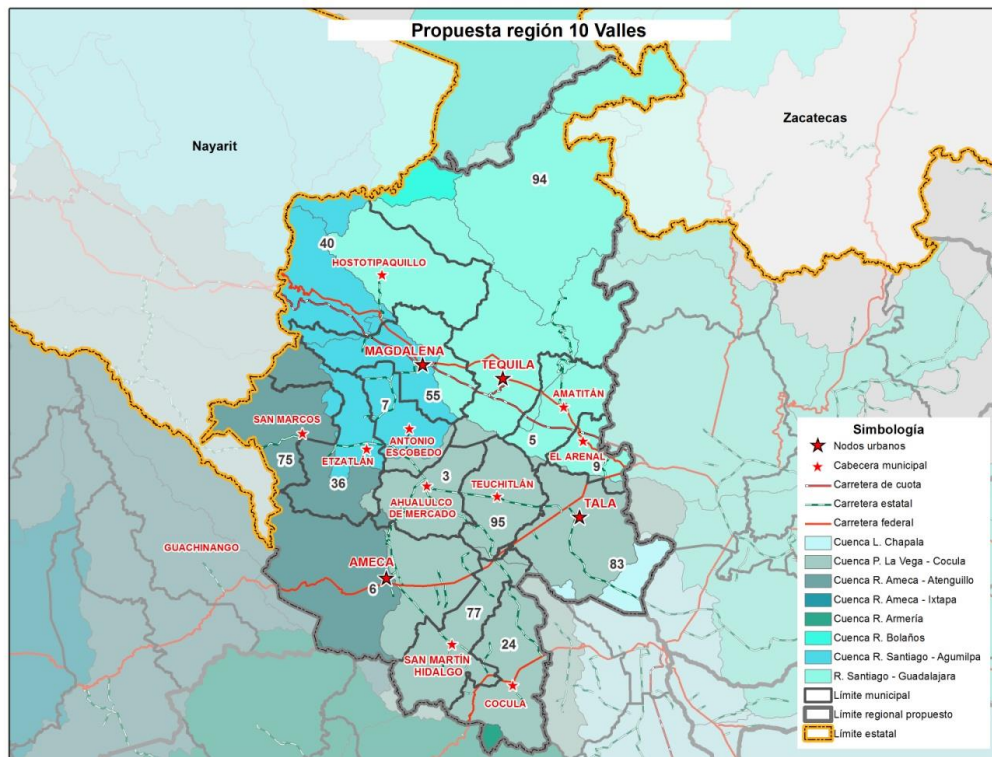 Propuesta región 10 Valles
Nayarit
Zacatecas
94
40
HOSTOTIPAQUILLO
MAGDALENA
TEQUILA
AMATITÁN
7
55
SAN MARCOS
ANTONIO
ESCOBEDO
5
EL ARENAL
75
ETZATLÁN
9
36
3
TEUCHITLÁN
AHUALULCO
DE MERCADO
TALA
95
GUACHINANGO
AMECA
83
6
77
24
SAN MARTÍN
HIDALGO
COCULA
Simbología
Nodos urbanos
Cabecera municipal
Carretera de cuota
Carretera estatal
Carretera federal
Cuenca L. Chapala
Cuenca P. La Vega - Cocula
Cuenca R. Ameca - Atenguillo
Cuenca R. Ameca - Ixtapa
Cuenca R. Armería
Cuenca R. Bolaños
Cuenca R. Santiago - Agumilpa
R. Santiago - Guadalajara
Límite municipal
Límite regional propuesto
Límite estatal